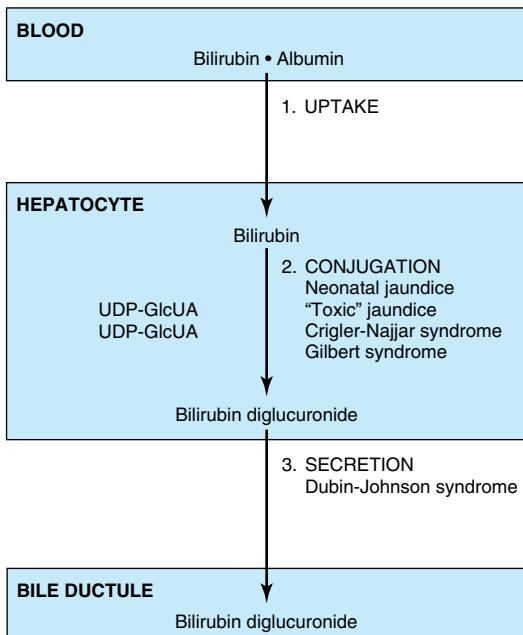 BLOOD
Bilirubin • Albumin
1. UPTAKE
HEPATOCYTE
Bilirubin
2. CONJUGATION
Neonatal jaundice
“Toxic” jaundice
Crigler-Najjar syndrome
Gilbert syndrome
UDP-GlcUA
UDP-GlcUA
Bilirubin diglucuronide
3. SECRETION
Dubin-Johnson syndrome
BILE DUCTULE
Bilirubin diglucuronide